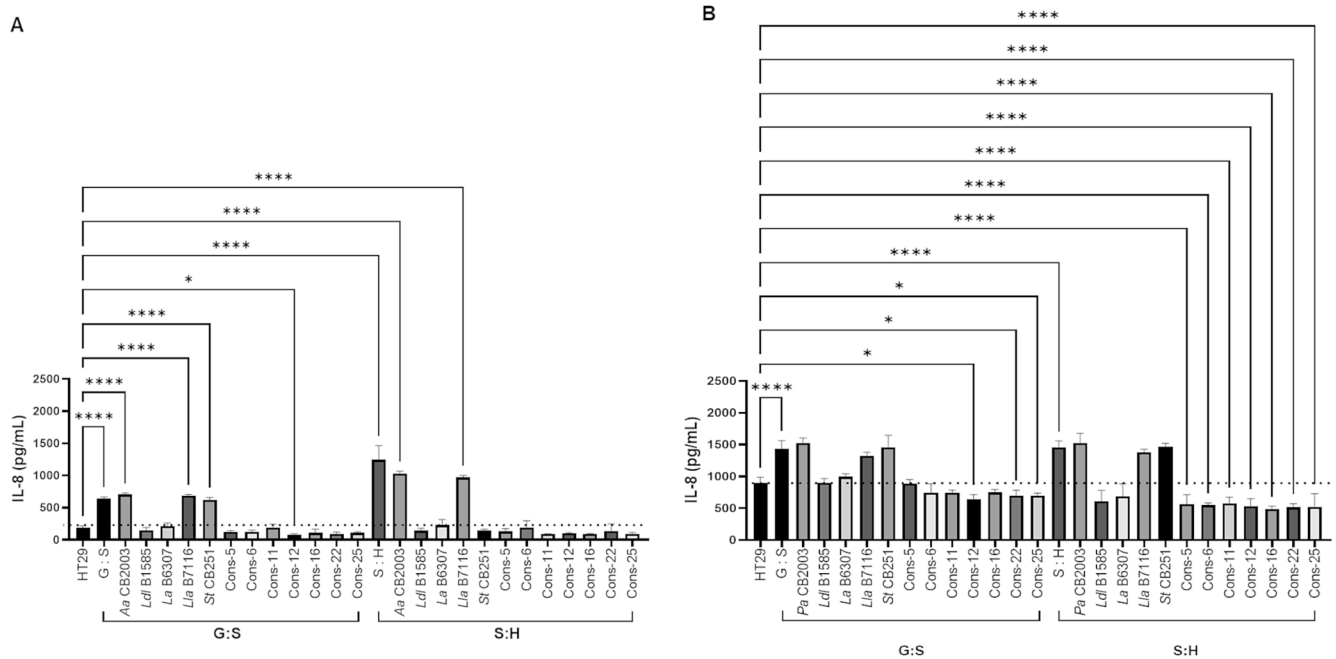 A
****
****
****
*
****
****
****
****
2500
2000
1500
1000
500
0
IL-8 (pg/mL)
HT29
G : S
Aa CB2003
Ldl B1585
La B6307
Lla B7116
St CB251
Cons-5
Cons-6
Cons-11
Cons-12
Cons-16
Cons-22
Cons-25
S : H
Aa CB2003
Ldl B1585
La B6307
Lla B7116
St CB251
Cons-5
Cons-6
Cons-11
Cons-12
Cons-16
Cons-22
Cons-25
G:S
S:H
B
****
****
****
****
****
****
****
****
*
*
*
****
2500
2000
1500
1000
500
0
IL-8 (pg/mL)
HT29
G : S
Pa CB2003
Ldl B1585
La B6307
Lla B7116
St CB251
Cons-5
Cons-6
Cons-11
Cons-12
Cons-16
Cons-22
Cons-25
S : H
Pa CB2003
Ldl B1585
La B6307
Lla B7116
St CB251
Cons-5
Cons-6
Cons-11
Cons-12
Cons-16
Cons-22
Cons-25
G:S
S:H